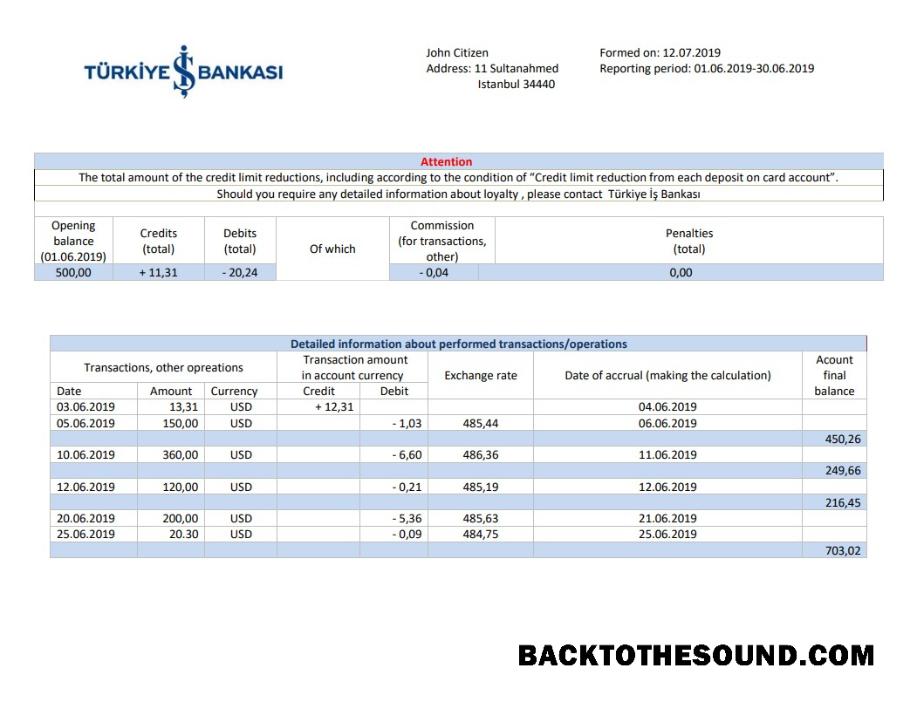 TÜRKİYE İŞ BANKASI
John Citizen
Address: 11 Sultanahmed
Istanbul 34440
Formed on: 12.07.2019
Reporting period: 01.06.2019-30.06.2019
Attention
The total amount of the credit limit reductions, including according to the condition of “Credit limit reduction from each deposit on card account”.
Should you require any detailed information about loyalty , please contact Türkiye İş Bankası
Opening balance (01.06.2019) Credits (total) Debits (total) Of which Commission (for transactions, other) Penalties (total)
500,00 + 11,31 - 20,24 - 0,04 0,00
Detailed information about performed transactions/operations
Transactions, other opreations Transaction amount in account currency Exchange rate Date of accrual (making the calculation) Acount final balance
Date Amount Currency Credit Debit
03.06.2019 13,31 USD + 12,31 04.06.2019
05.06.2019 150,00 USD - 1,03 485,44 06.06.2019
450,26
10.06.2019 360,00 USD - 6,60 486,36 11.06.2019
249,66
12.06.2019 120,00 USD - 0,21 485,19 12.06.2019
216,45
20.06.2019 200,00 USD - 5,36 485,63 21.06.2019
25.06.2019 20.30 USD - 0,09 484,75 25.06.2019
703,02
BACKTOTHESOUND.COM